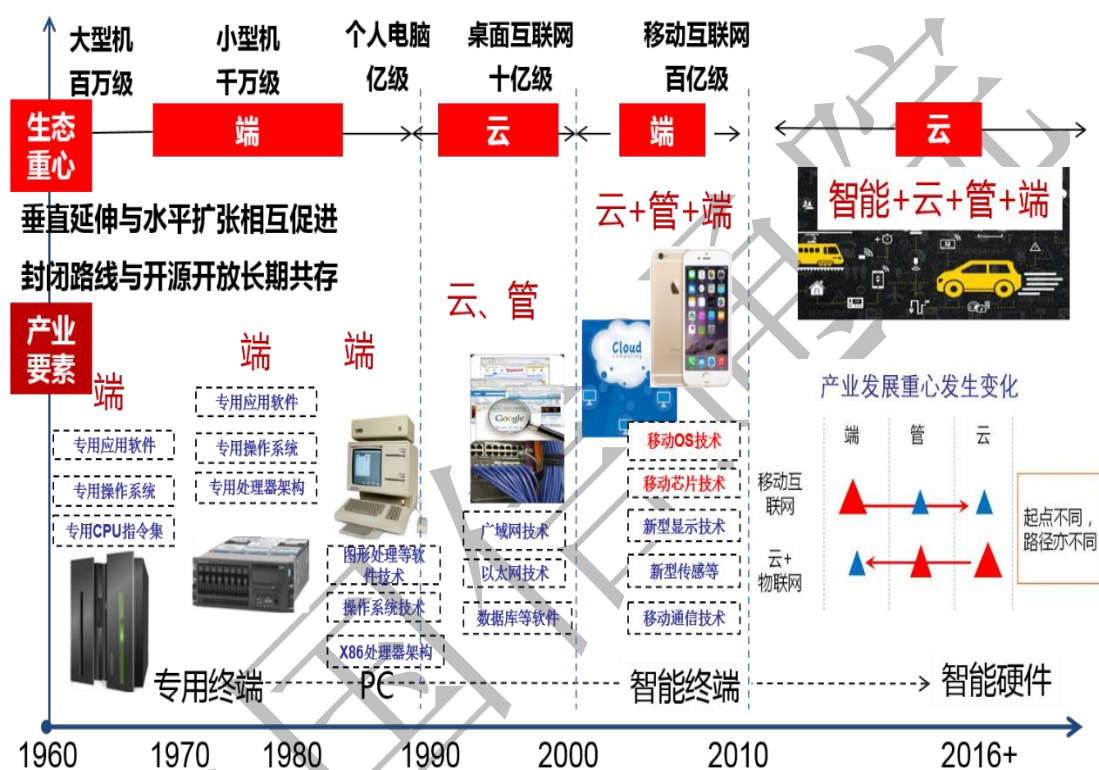 大型机
百万级
小型机
千万级
个人电脑
亿级
桌面互联网
十亿级
移动互联网
百亿级
生态
重心
端
云
端
云
垂直延伸与水平扩张相互促进
封闭路线与开源开放长期共存
云+管+端
智能+云+管+端
产业
要素
端
端
端
云、管
专用应用软件
专用操作系统
专用CPU指令集
专用应用软件
专用操作系统
专用处理器架构
图形处理等软
件技术
操作系统技术
X86处理器架构
Google
广域网技术
以太网技术
数据库等软件
Cloud
computing
移动OS技术
移动芯片技术
新型显示技术
新型传感等
移动通信技术
产业发展重心发生变化
端
管
云
移动互
联网
云+
物联网
起点不同，
路径亦不同
专用终端
PC
智能终端
智能硬件
1960
1970
1980
1990
2000
2010
2016+